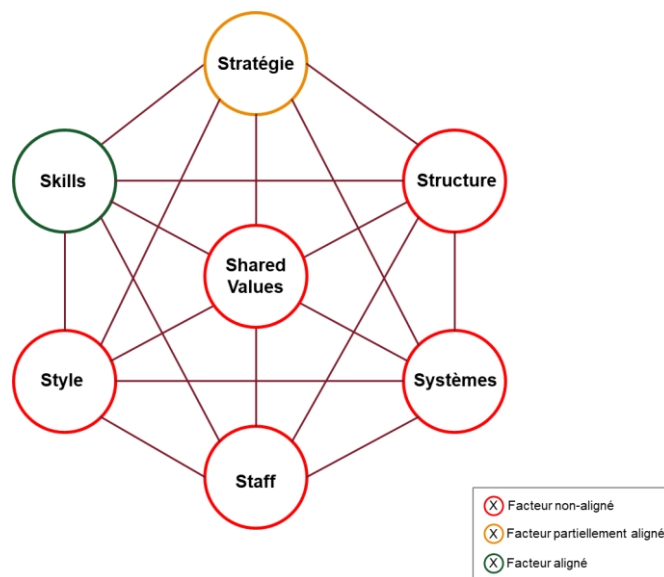 Stratégie
Skills
Structure
Shared
Values
Style
Systèmes
Staff
X Facteur non-aligné
X Facteur partiellement aligné
X Facteur aligné